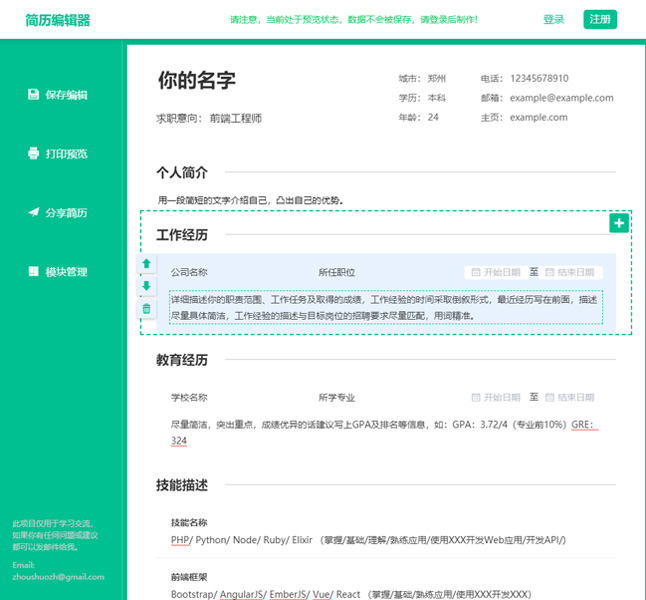 简历编辑器
请注意，当前处于预览状态，数据不会被保存，请登录后制作!
登录
注册
保存编辑
打印预览
分享简历
模块管理
此项目仅用于学习交流，
如果你有任何问题或建议
都可以发邮件给我。
Email:
zhoushuozh@gmail.com
你的名字
求职意向： 前端工程师
城市： 郑州
电话： 12345678910
学历： 本科
邮箱： example@example.com
年龄： 24
主页： example.com
个人简介
用一段简短的文字介绍自己，凸出自己的优势。
工作经历
公司名称
所任职位
开始日期 至 结束日期
详细描述你的职责范围、工作任务及取得的成绩，工作经验的时间采取倒叙形式，最近经历写在前面，描述
尽量具体简洁，工作经验的描述与目标岗位的招聘要求尽量匹配，用词精准。
教育经历
学校名称
所学专业
开始日期 至 结束日期
尽量简洁，突出重点，成绩优异的话建议写上GPA及排名等信息，如：GPA：3.72/4（专业前10%）GRE：
324
技能描述
技能名称
PHP/ Python/ Node/ Ruby/ Elixir （掌握/基础/理解/熟练应用/使用XXX开发Web应用/开发API/)
前端框架
Bootstrap/ AngularJS/ EmberJS/ Vue/ React （掌握/基础/熟练应用/使用XXX开发XXX）